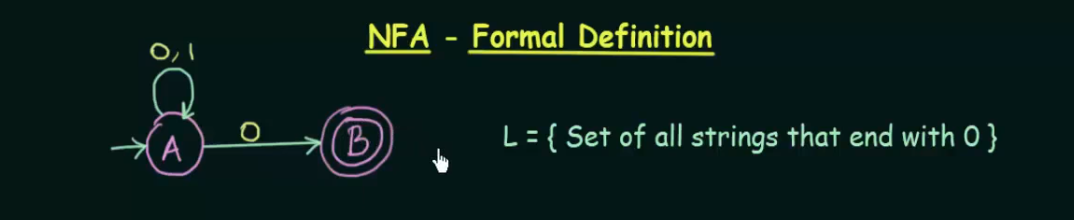 NFA - Formal Definition
0,1
0
A
B
L = { Set of all strings that end with 0 }